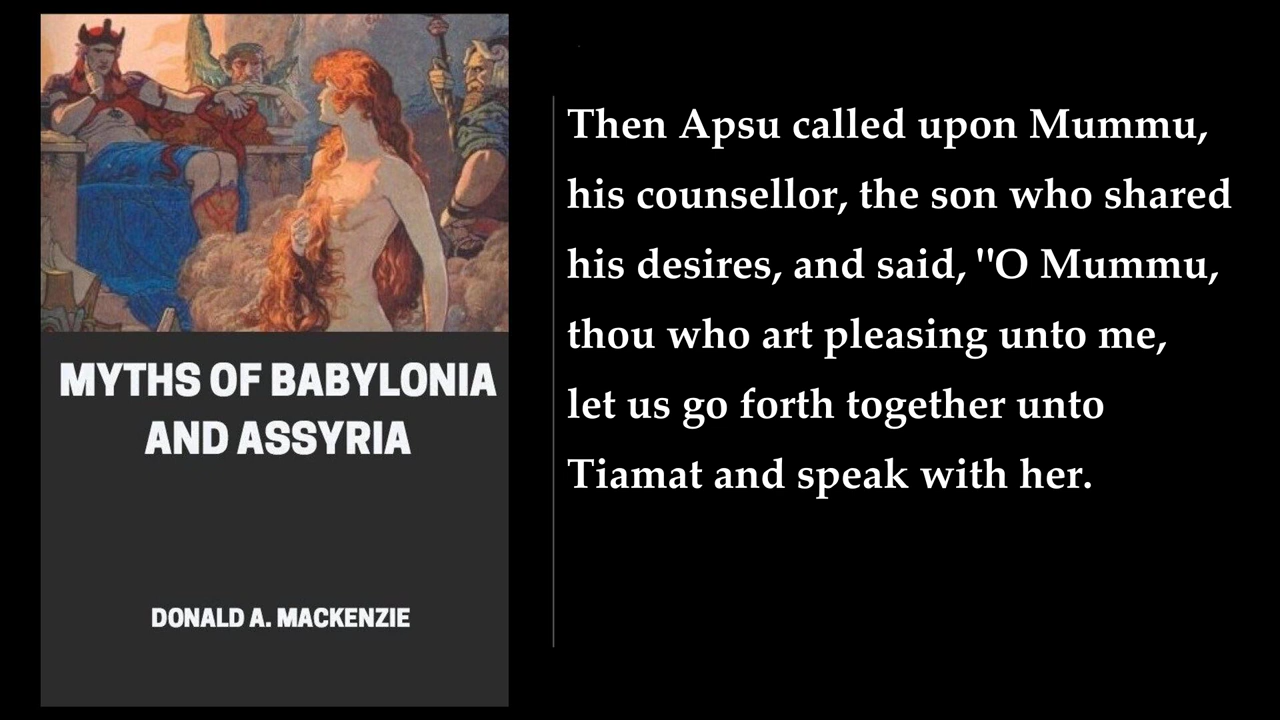 MYTHS OF BABYLONIA
AND ASSYRIA
DONALD A. MACKENZIE
Then Apsu called upon Mummu,
his counsellor, the son who shared
his desires, and said, "O Mummu,
thou who art pleasing unto me,
let us go forth together unto
Tiamat and speak with her.